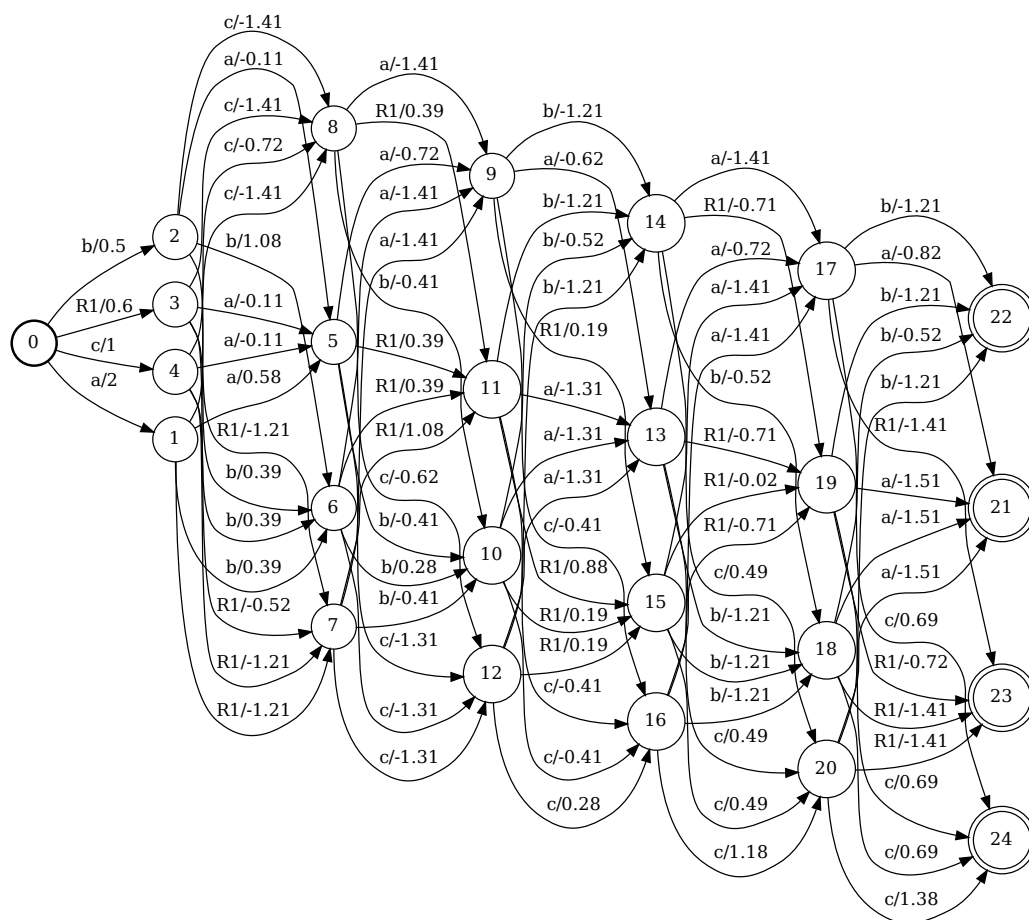 c/-1.41
a/-0.11
c/-1.41
c/-0.72
c/-1.41
b/0.5
R1/0.6
c/1
a/2
b/1.08
a/-0.11
a/-0.11
a/0.58
R1/-1.21
b/0.39
b/0.39
b/0.39
R1/-0.52
R1/-1.21
R1/-1.21
0
2
3
4
1
8
5
6
7
a/-1.41
R1/0.39
a/-0.72
a/-1.41
a/-1.41
b/-0.41
R1/0.39
R1/0.39
R1/1.08
c/-0.62
b/-0.41
b/0.28
b/-0.41
c/-1.31
c/-1.31
c/-1.31
9
11
10
12
b/-1.21
a/-0.62
b/-1.21
b/-0.52
b/-1.21
R1/0.19
a/-1.31
a/-1.31
a/-1.31
c/-0.41
R1/0.88
R1/0.19
R1/0.19
c/-0.41
c/-0.41
c/0.28
14
13
15
16
a/-1.41
R1/-0.71
a/-0.72
a/-1.41
a/-1.41
b/-0.52
R1/-0.71
R1/-0.02
R1/-0.71
c/0.49
b/-1.21
b/-1.21
b/-1.21
c/0.49
c/0.49
c/1.18
17
19
18
20
b/-1.21
a/-0.82
b/-1.21
b/-0.52
b/-1.21
R1/-1.41
a/-1.51
a/-1.51
a/-1.51
c/0.69
R1/-0.72
R1/-1.41
R1/-1.41
c/0.69
c/0.69
c/1.38
22
21
23
24